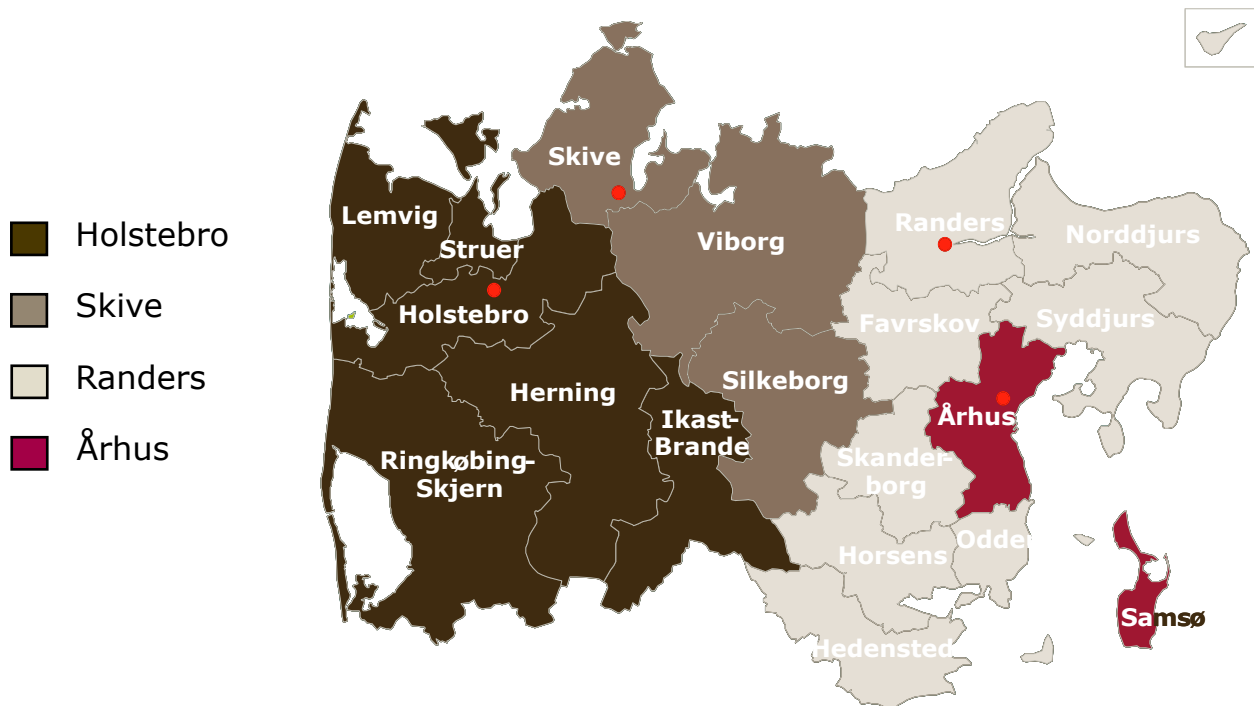 Holstebro
Skive
Randers
Århus
Skive
Lemvig
Struer
Viborg
Randers
Norddjurs
Holstebro
Favrskov
Syddjurs
Herning
Silkeborg
Ikast-
Brande
Århus
Ringkøbing-
Skjern
Skander-
borg
Horsens
Odder
Samsø
Hedensted